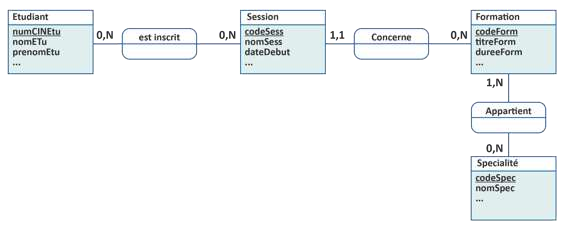 Etudiant
numCINEtu
nomETu
prenomEtu
...
0,N
est inscrit
0,N
Session
codeSess
nomSess
dateDebut
...
1,1
Concerne
0,N
Formation
codeForm
titreForm
dureeForm
...
1,N
Appartient
0,N
Specialité
codeSpec
nomSpec
...